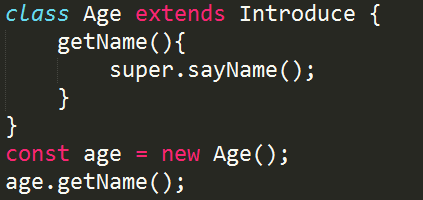 class Age extends Introduce {
    getName(){
        super.sayName();
    }
}
const age = new Age();
age.getName();